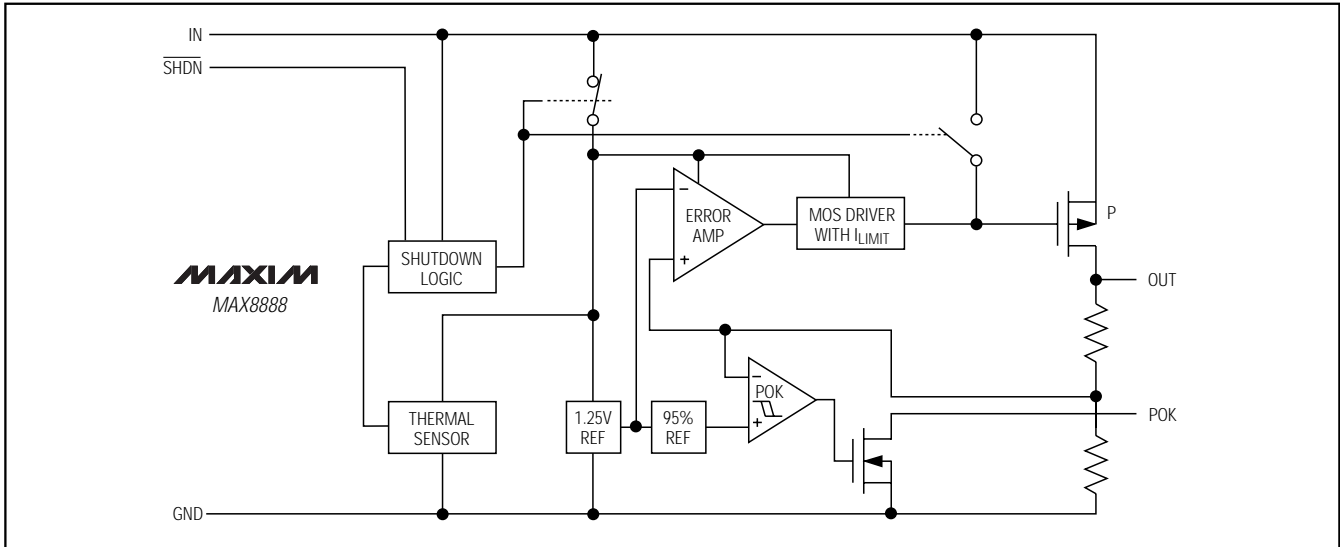 IN
SHDN
P
ERROR
AMP
MOS DRIVER
WITH ILIMIT
SHUTDOWN
LOGIC
MAXIM
MAX8888
OUT
POK
THERMAL
SENSOR
1.25V
REF
95%
REF
POK
GND
−
+
−
+